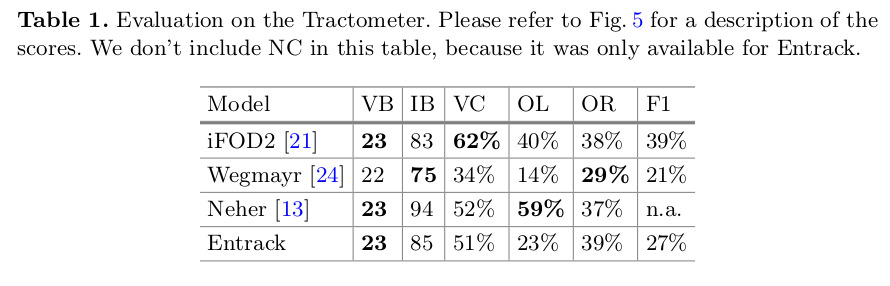 Table 1. Evaluation on the Tractometer. Please refer to Fig. 5 for a description of the
scores. We don't include NC in this table, because it was only available for Entrack.
Model VB IB VC OL OR F1
iFOD2 [21] 23 83 62% 40% 38% 39%
Wegmayr [24] 22 75 34% 14% 29% 21%
Neher [13] 23 94 52% 59% 37% n.a.
Entrack 23 85 51% 23% 39% 27%